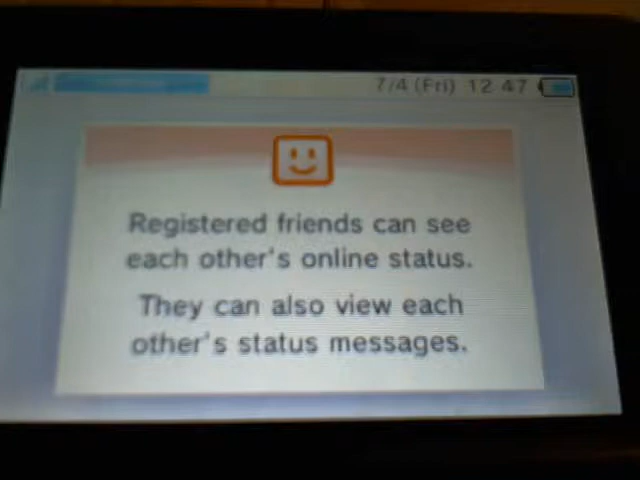 7/4 (Fri) 12 47
Registered friends can see
each other's online status.
They can also view each
other's status messages.